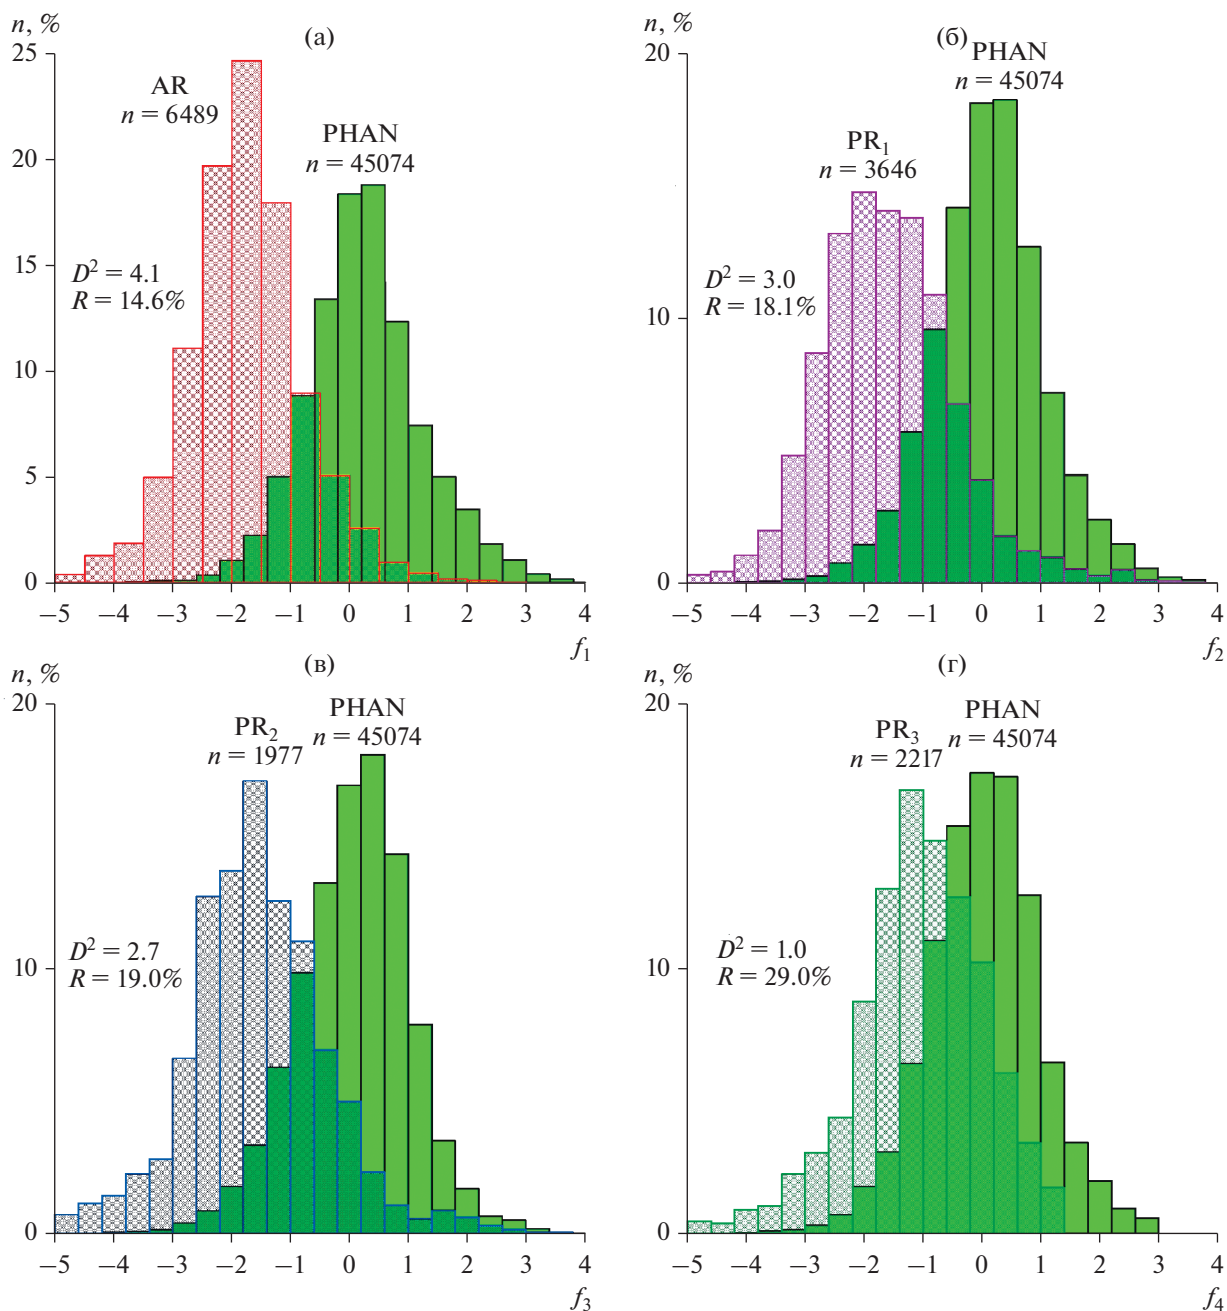 n, %
(а)
25
20
15
10
5
0
AR
n = 6489
PHAN
n = 45074
D² = 4.1
R = 14.6%
−5 −4 −3 −2 −1 0 1 2 3 4
f₁
n, %
(б)
20
10
0
PHAN
n = 45074
PR₁
n = 3646
D² = 3.0
R = 18.1%
−5 −4 −3 −2 −1 0 1 2 3 4
f₂
n, %
(в)
20
10
0
PHAN
n = 45074
PR₂
n = 1977
D² = 2.7
R = 19.0%
−5 −4 −3 −2 −1 0 1 2 3 4
f₃
(г)
20
10
0
PHAN
n = 45074
PR₃
n = 2217
D² = 1.0
R = 29.0%
−5 −4 −3 −2 −1 0 1 2 3 4
f₄
n, %